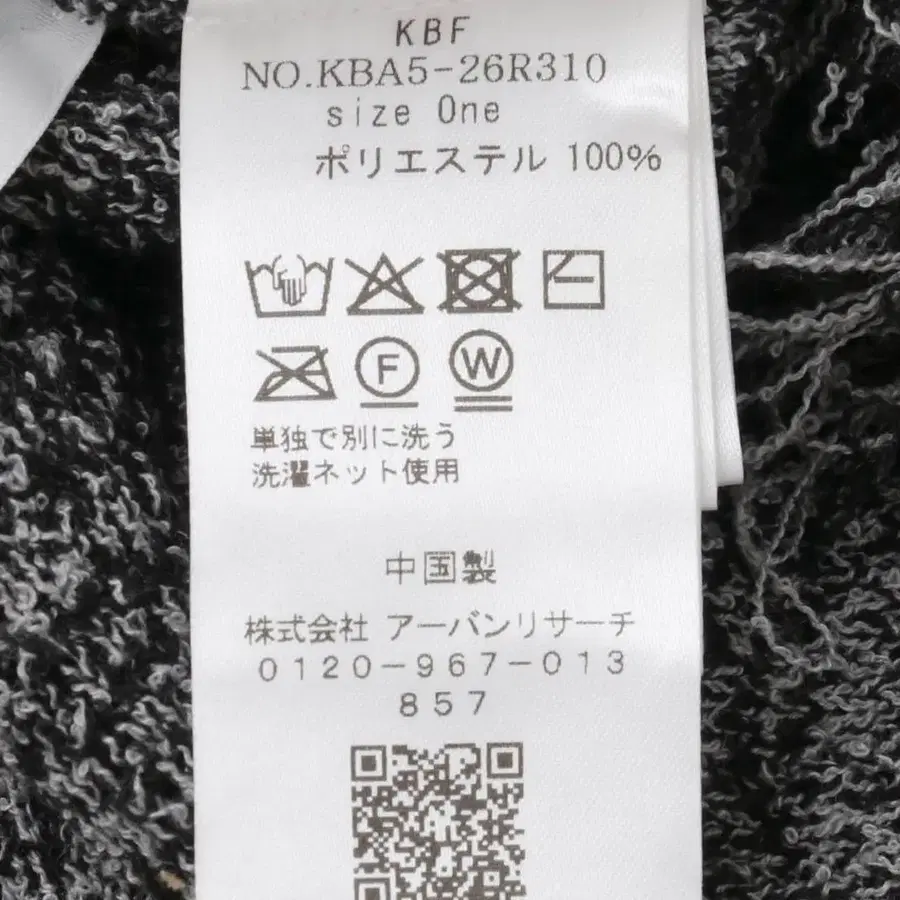 KBF
NO.KBA5-26R310
size One
ポリエステル 100%
F W
単独で別に洗う
洗濯ネット使用
中国製
株式会社 アーバンリサーチ
0120-967-013
857